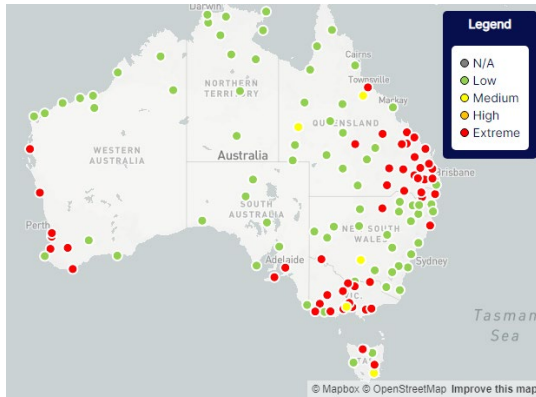 Darwin
Legend
N/A
Low
Medium
High
Extreme
Cairns
Townsville
Mackay
NORTHERN
TERRITORY
QUEENSLAND
WESTERN
AUSTRALIA
Australia
Brisbane
SOUTH
AUSTRALIA
Perth
NEW SOUTH
WALES
Sydney
Adelaide
VIC.
Tasman
Sea
TAS.
© Mapbox © OpenStreetMap Improve this map